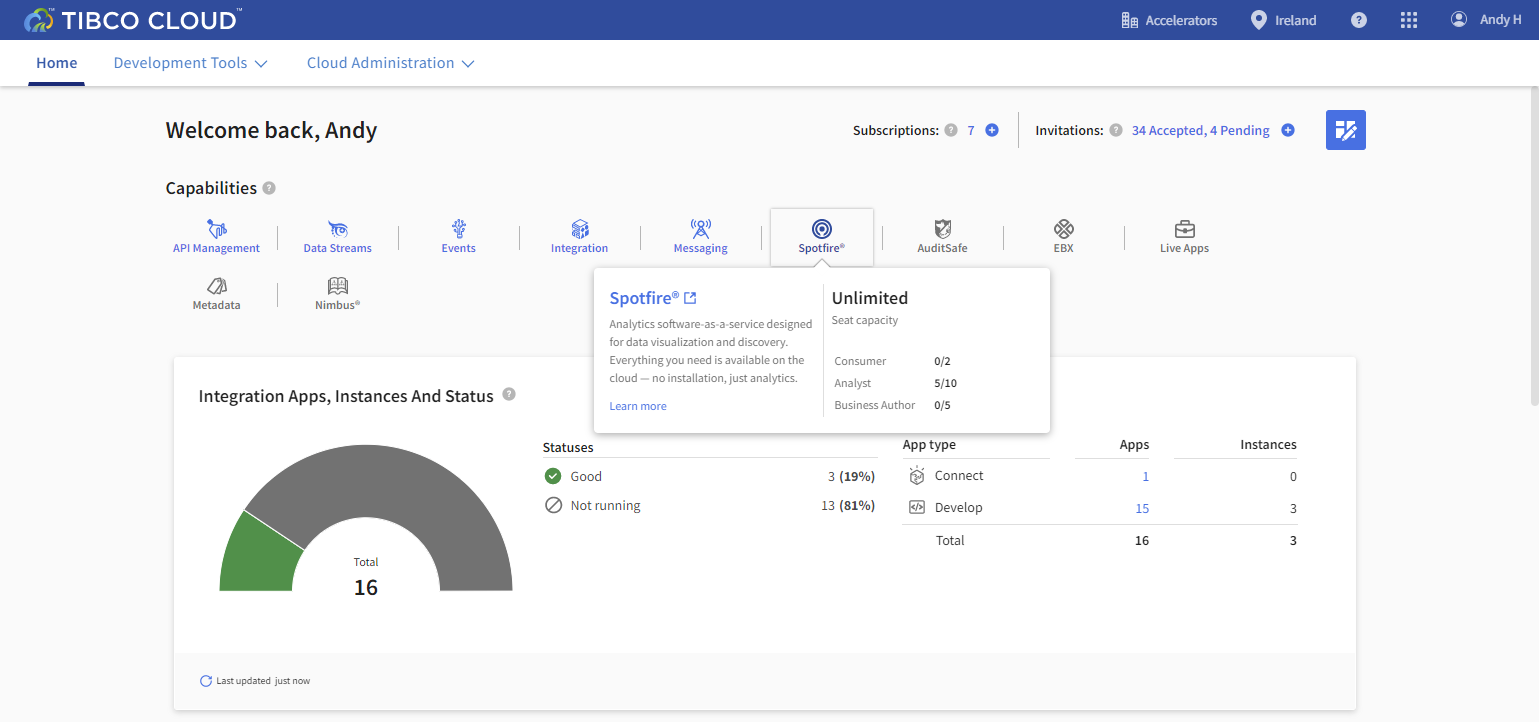 TIBCO CLOUD™
Accelerators
Ireland
?
Andy H
Home
Development Tools
Cloud Administration
Welcome back, Andy
Subscriptions: ? 7 +
Invitations: ? 34 Accepted, 4 Pending +
Capabilities ?
API Management
Data Streams
Events
Integration
Messaging
Spotfire®
AuditSafe
EBX
Live Apps
Metadata
Nimbus®
Spotfire®
Analytics software-as-a-service designed
for data visualization and discovery.
Everything you need is available on the
cloud — no installation, just analytics.
Learn more
Unlimited
Seat capacity
Consumer 0/2
Analyst 5/10
Business Author 0/5
Integration Apps, Instances And Status ?
Total
16
Statuses
Good 3 (19%)
Not running 13 (81%)
App type Apps Instances
Connect 1 0
Develop 15 3
Total 16 3
Last updated just now